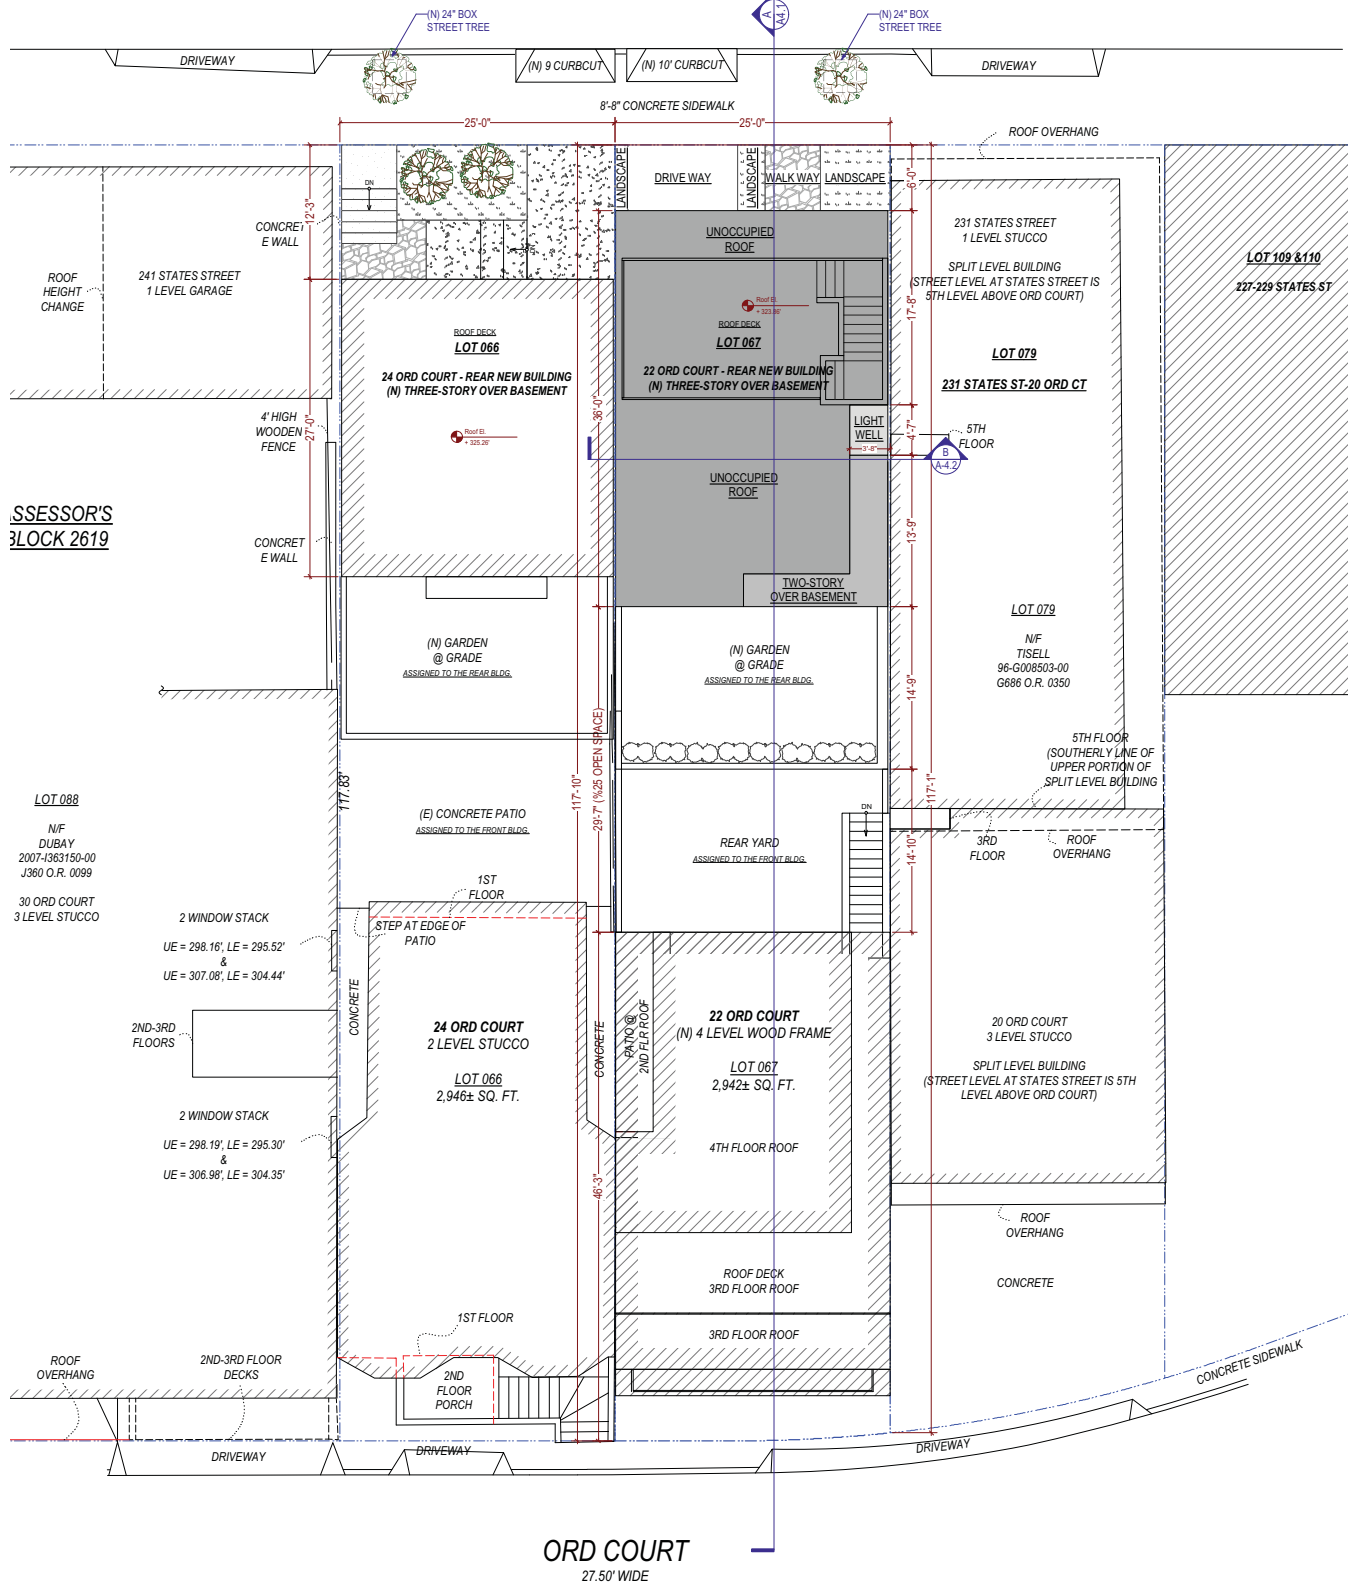 (N) 24" BOX
STREET TREE
A
A4.1
(N) 24" BOX
STREET TREE
DRIVEWAY
(N) 9 CURBCUT
(N) 10' CURBCUT
DRIVEWAY
8'-8" CONCRETE SIDEWALK
25'-0"
25'-0"
ROOF OVERHANG
DN
LANDSCAPE
DRIVE WAY
LANDSCAPE
WALK WAY
LANDSCAPE
6'-0"
12'-3"
CONCRET
E WALL
241 STATES STREET
1 LEVEL GARAGE
ROOF
HEIGHT
CHANGE
UNOCCUPIED
ROOF
231 STATES STREET
1 LEVEL STUCCO
SPLIT LEVEL BUILDING
(STREET LEVEL AT STATES STREET IS
5TH LEVEL ABOVE ORD COURT)
LOT 109 &110
227-229 STATES ST
17'-8"
Roof El.
+ 323.86'
ROOF DECK
LOT 066
24 ORD COURT - REAR NEW BUILDING
(N) THREE-STORY OVER BASEMENT
ROOF DECK
LOT 067
22 ORD COURT - REAR NEW BUILDING
(N) THREE-STORY OVER BASEMENT
LOT 079
231 STATES ST-20 ORD CT
4' HIGH
WOODEN
FENCE
27'-0"
Roof El.
+ 325.26'
36'-0"
LIGHT
WELL
3'-8"
4'-7"
5TH
FLOOR
B
A-4.2
UNOCCUPIED
ROOF
ASSESSOR'S
BLOCK 2619
CONCRET
E WALL
13'-9"
TWO-STORY
OVER BASEMENT
LOT 079
N/F
TISELL
96-G008503-00
G686 O.R. 0350
(N) GARDEN
@ GRADE
ASSIGNED TO THE REAR BLDG.
(N) GARDEN
@ GRADE
ASSIGNED TO THE REAR BLDG.
14'-9"
5TH FLOOR
(SOUTHERLY LINE OF
UPPER PORTION OF
SPLIT LEVEL BUILDING
117.83'
117'-10"
29'-7" (%25 OPEN SPACE)
117'-1"
LOT 088
N/F
DUBAY
2007-I363150-00
J360 O.R. 0099
30 ORD COURT
3 LEVEL STUCCO
(E) CONCRETE PATIO
ASSIGNED TO THE FRONT BLDG.
REAR YARD
ASSIGNED TO THE FRONT BLDG.
DN
14'-10"
3RD
FLOOR
ROOF
OVERHANG
1ST
FLOOR
STEP AT EDGE OF
PATIO
2 WINDOW STACK
UE = 298.16', LE = 295.52'
&
UE = 307.08', LE = 304.44'
CONCRETE
2ND-3RD
FLOORS
24 ORD COURT
2 LEVEL STUCCO
LOT 066
2,946± SQ. FT.
CONCRETE
PATIO @
2ND FLR ROOF
22 ORD COURT
(N) 4 LEVEL WOOD FRAME
LOT 067
2,942± SQ. FT.
4TH FLOOR ROOF
20 ORD COURT
3 LEVEL STUCCO
SPLIT LEVEL BUILDING
(STREET LEVEL AT STATES STREET IS 5TH
LEVEL ABOVE ORD COURT)
2 WINDOW STACK
UE = 298.19', LE = 295.30'
&
UE = 306.98', LE = 304.35'
46'-3"
ROOF
OVERHANG
ROOF DECK
3RD FLOOR ROOF
CONCRETE
1ST FLOOR
3RD FLOOR ROOF
ROOF
OVERHANG
2ND-3RD FLOOR
DECKS
2ND
FLOOR
PORCH
CONCRETE SIDEWALK
DRIVEWAY
DRIVEWAY
DRIVEWAY
ORD COURT
27.50' WIDE